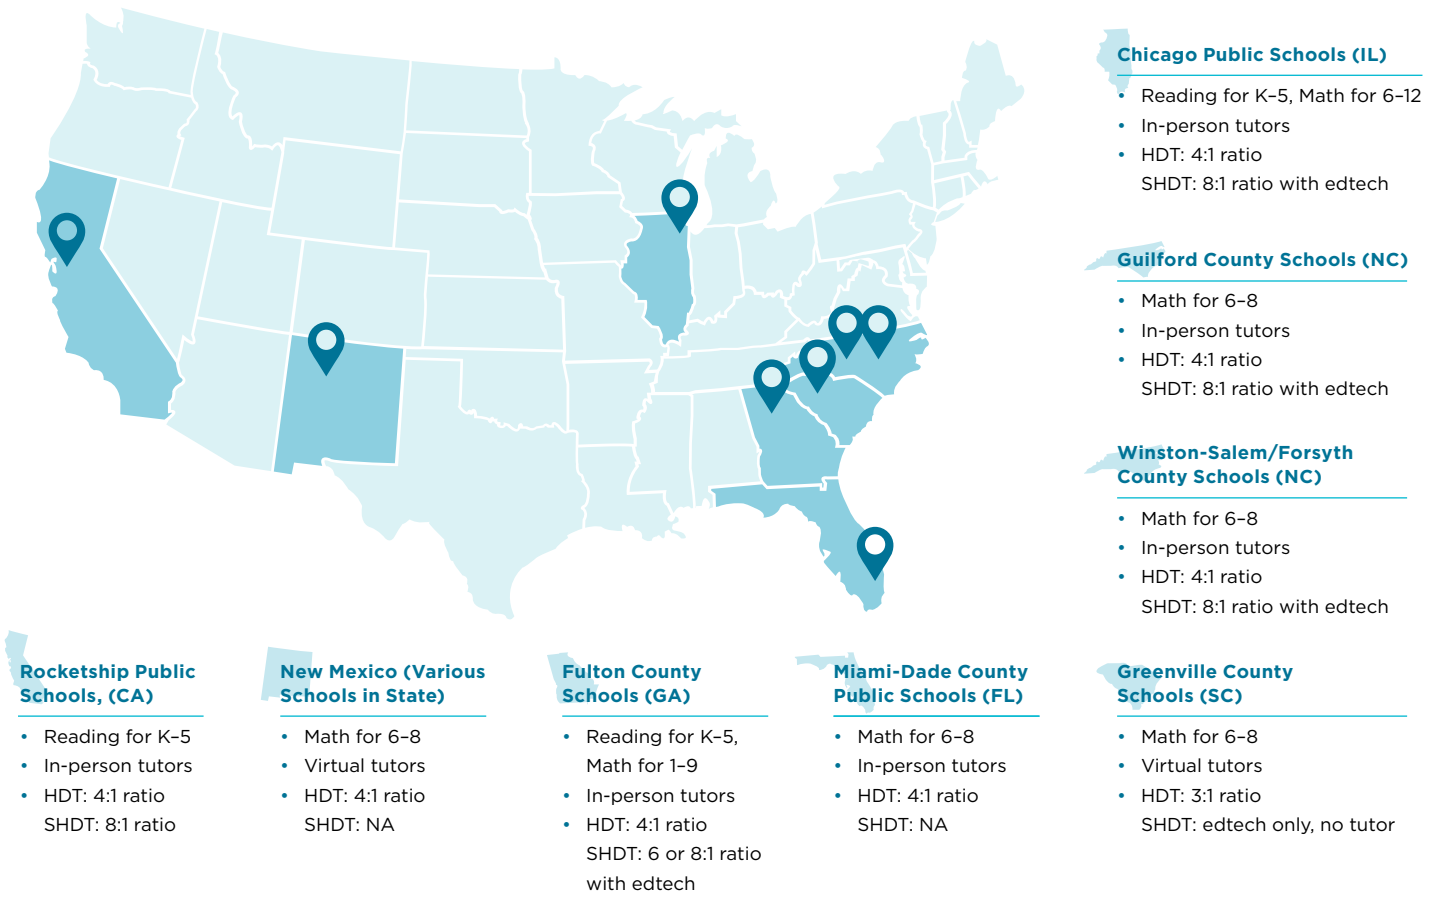 Chicago Public Schools (IL)
• Reading for K–5, Math for 6–12
• In-person tutors
• HDT: 4:1 ratio
SHDT: 8:1 ratio with edtech
Guilford County Schools (NC)
• Math for 6–8
• In-person tutors
• HDT: 4:1 ratio
SHDT: 8:1 ratio with edtech
Winston-Salem/Forsyth
County Schools (NC)
• Math for 6–8
• In-person tutors
• HDT: 4:1 ratio
SHDT: 8:1 ratio with edtech
Rocketship Public
Schools, (CA)
• Reading for K–5
• In-person tutors
• HDT: 4:1 ratio
SHDT: 8:1 ratio
New Mexico (Various
Schools in State)
• Math for 6–8
• Virtual tutors
• HDT: 4:1 ratio
SHDT: NA
Fulton County
Schools (GA)
• Reading for K–5,
Math for 1–9
• In-person tutors
• HDT: 4:1 ratio
SHDT: 6 or 8:1 ratio
with edtech
Miami-Dade County
Public Schools (FL)
• Math for 6–8
• In-person tutors
• HDT: 4:1 ratio
SHDT: NA
Greenville County
Schools (SC)
• Math for 6–8
• Virtual tutors
• HDT: 3:1 ratio
SHDT: edtech only, no tutor